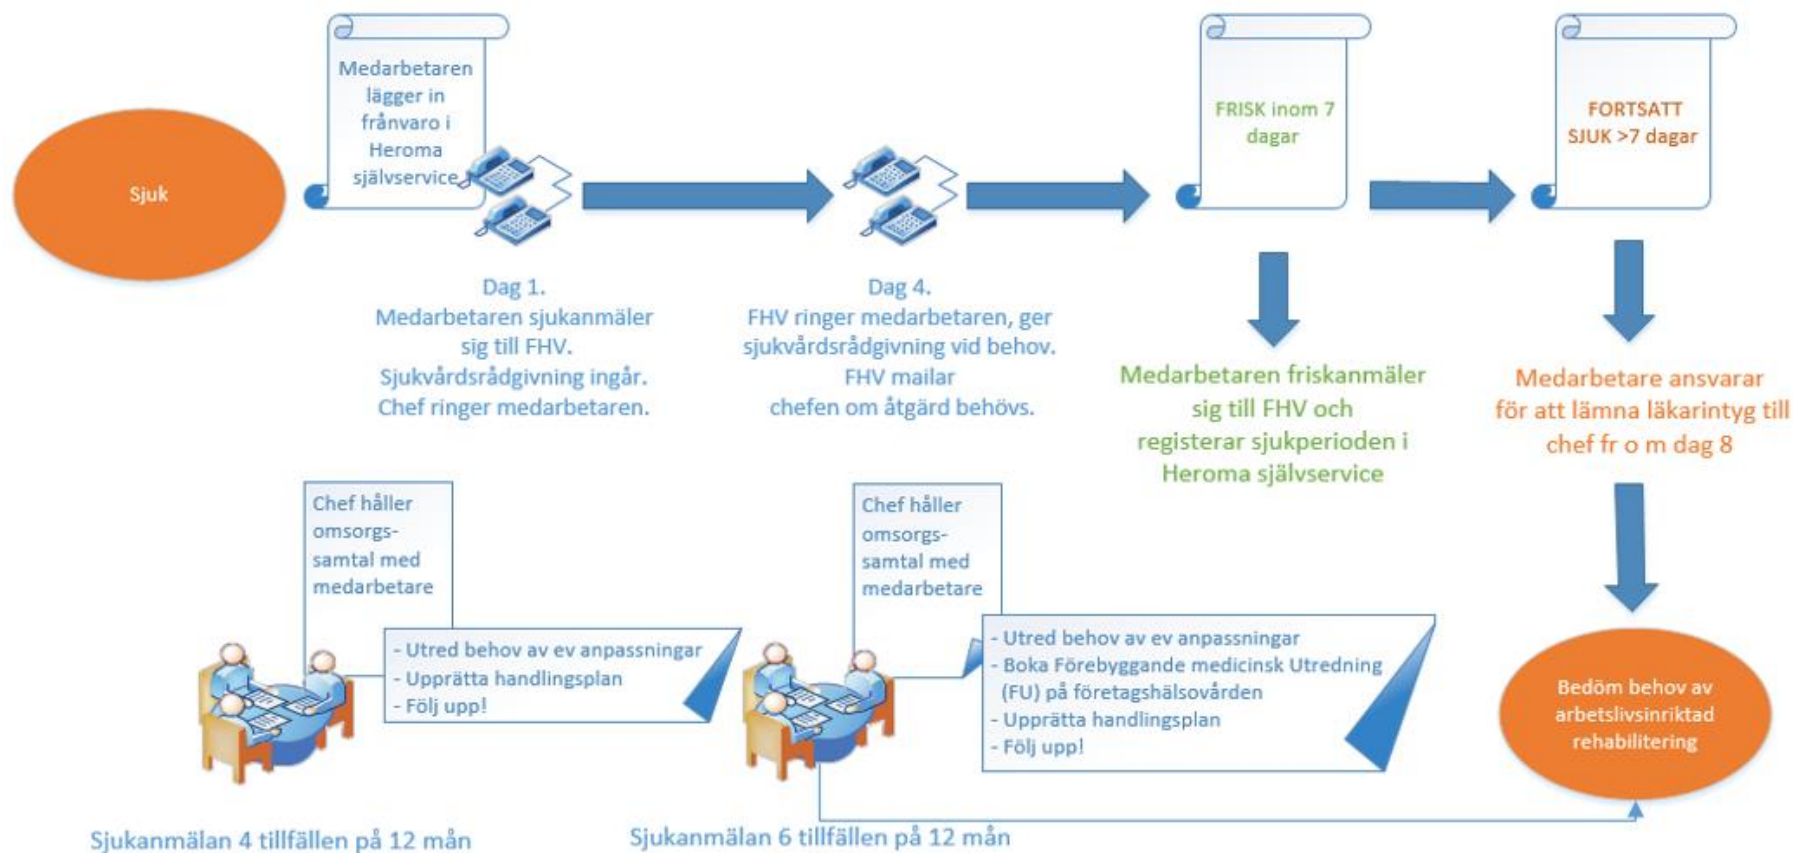 Sjuk
Medarbetaren
lägger in
frånvaro i
Heroma
självservice
Dag 1.
Medarbetaren sjukanmäler
sig till FHV.
Sjukvårdsrådgivning ingår.
Chef ringer medarbetaren.
Dag 4.
FHV ringer medarbetaren, ger
sjukvårdsrådgivning vid behov.
FHV mailar
chefen om åtgärd behövs.
FRISK inom 7
dagar
Medarbetaren friskanmäler
sig till FHV och
registerar sjukperioden i
Heroma självservice
FORTSATT
SJUK >7 dagar
Medarbetare ansvarar
för att lämna läkarintyg till
chef fr o m dag 8
Bedöm behov av
arbetslivsinriktad
rehabilitering
Chef håller
omsorgs-
samtal med
medarbetare
- Utred behov av ev anpassningar
- Upprätta handlingsplan
- Följ upp!
Sjukanmälan 4 tillfällen på 12 mån
Chef håller
omsorgs-
samtal med
medarbetare
- Utred behov av ev anpassningar
- Boka Förebyggande medicinsk Utredning
(FU) på företagshälsovården
- Upprätta handlingsplan
- Följ upp!
Sjukanmälan 6 tillfällen på 12 mån